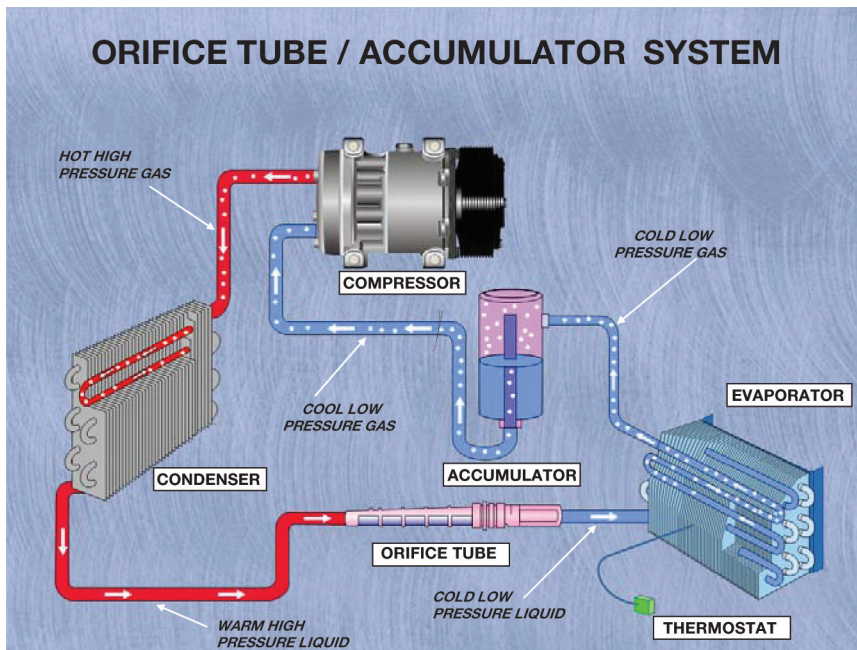 ORIFICE TUBE / ACCUMULATOR SYSTEM
HOT HIGH
PRESSURE GAS
COMPRESSOR
COLD LOW
PRESSURE GAS
COOL LOW
PRESSURE GAS
EVAPORATOR
CONDENSER
ACCUMULATOR
ORIFICE TUBE
COLD LOW
PRESSURE LIQUID
WARM HIGH
PRESSURE LIQUID
THERMOSTAT